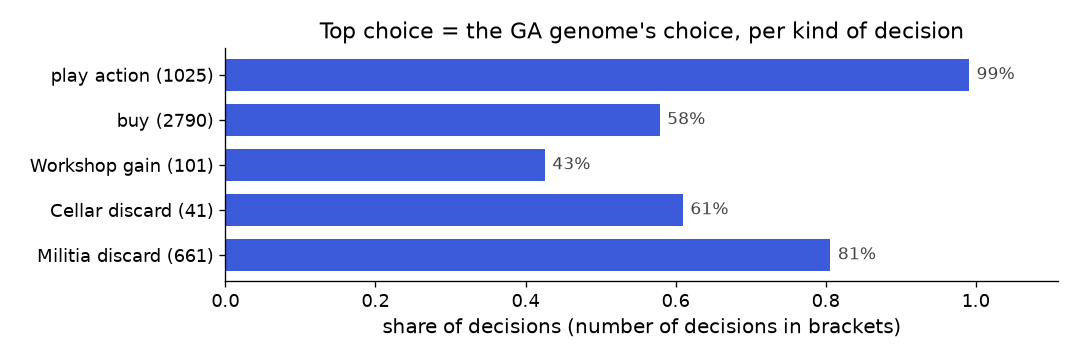 Top choice = the GA genome's choice, per kind of decision
play action (1025)
99%
buy (2790)
58%
Workshop gain (101)
43%
Cellar discard (41)
61%
Militia discard (661)
81%
0.0 0.2 0.4 0.6 0.8 1.0
share of decisions (number of decisions in brackets)